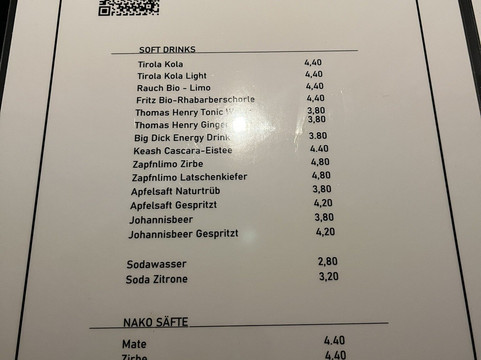 SOFT DRINKS
Tirola Kola 4,40
Tirola Kola Light 4,40
Rauch Bio - Limo 4,40
Fritz Bio-Rhabarberschorle 4,40
Thomas Henry Tonic 3,80
Thomas Henry 3,80
Big Dick Energy Drink 3.80
Keash Cascara-Eistee 4.40
Zapfnlimo Zirbe 4,80
Zapfnlimo Latschenkiefer 4,80
Apfelsaft Naturtrüb 3,80
Apfelsaft Gespritzt 4,20
Johannisbeer 3,80
Johannisbeer Gespritzt 4,20
Sodawasser 2,80
Soda Zitrone 3,20
NAKO SÄFTE
Mate 4,40
Zirbe 4,40